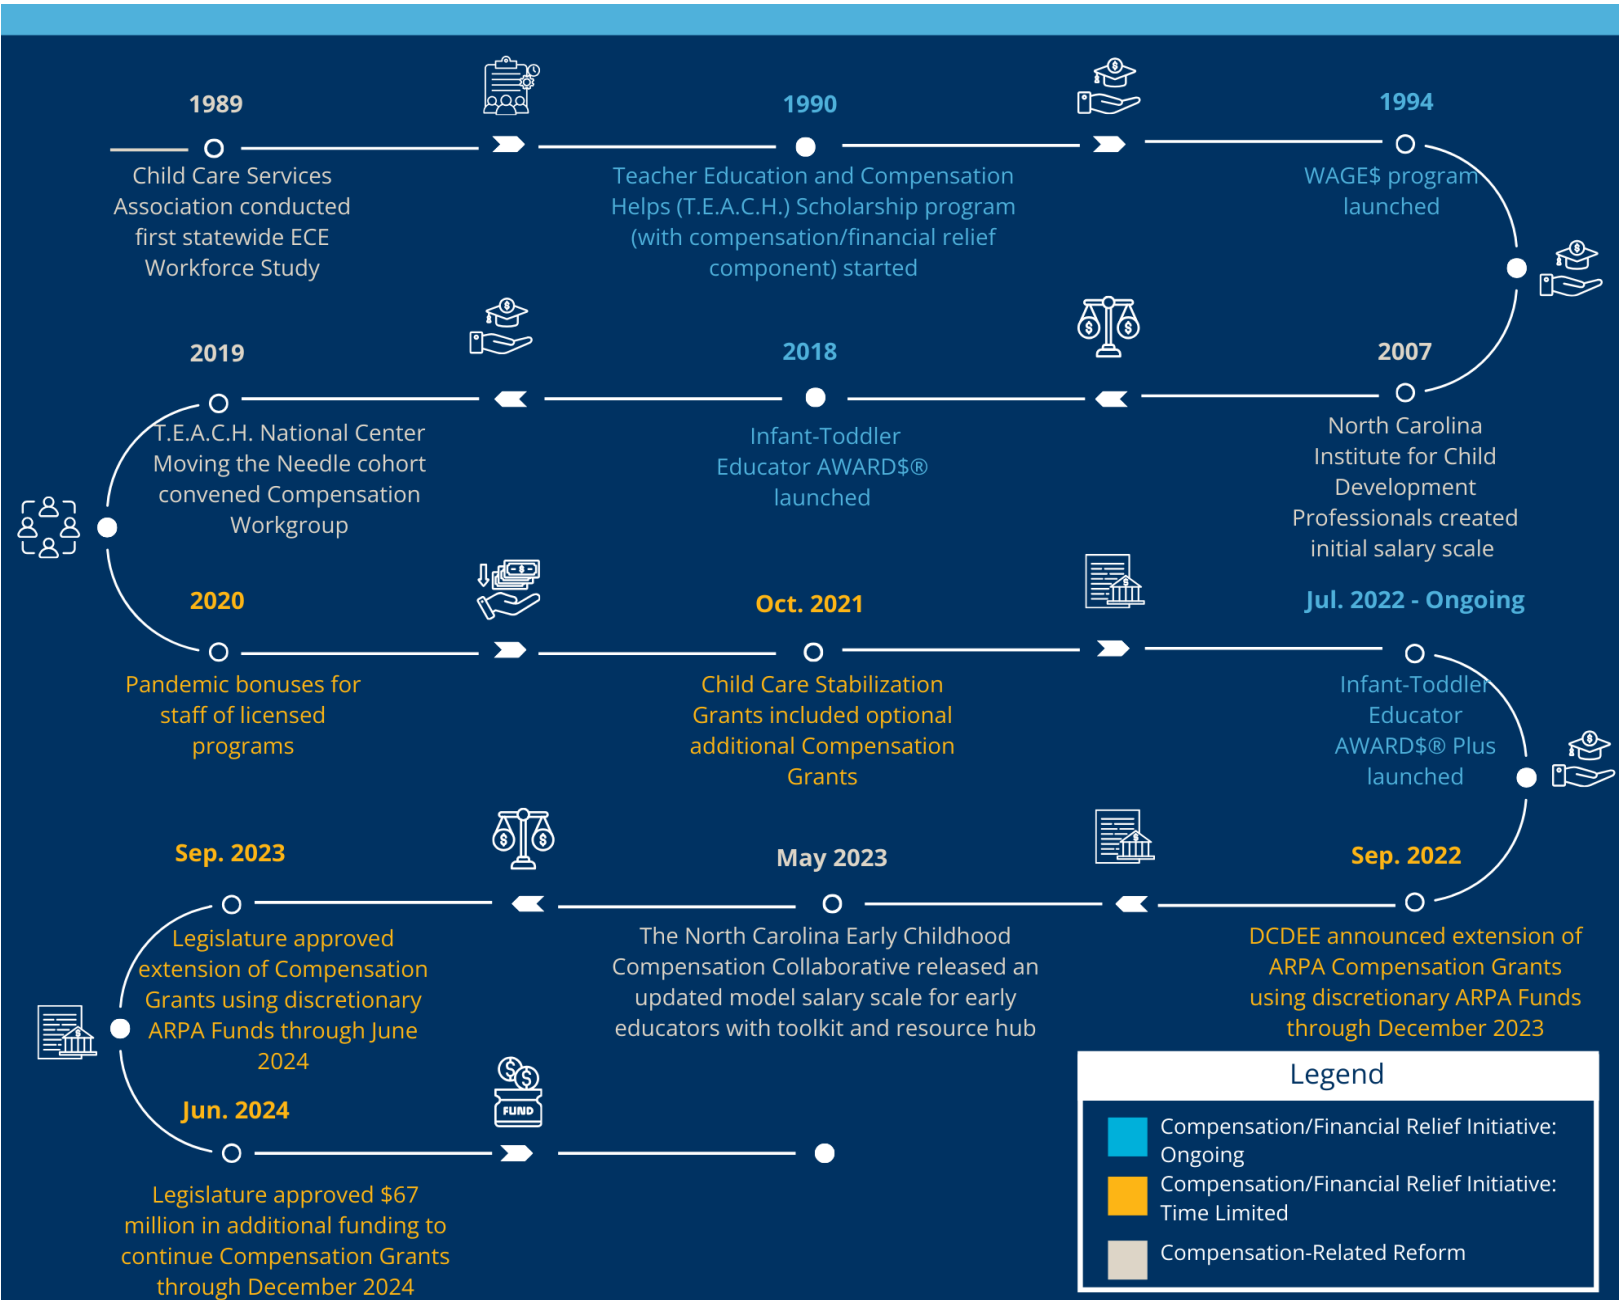 1989
Child Care Services
Association conducted
first statewide ECE
Workforce Study
1990
Teacher Education and Compensation
Helps (T.E.A.C.H.) Scholarship program
(with compensation/financial relief
component) started
1994
WAGE$ program
launched
2007
North Carolina
Institute for Child
Development
Professionals created
initial salary scale
2018
Infant-Toddler
Educator AWARD$®
launched
2019
T.E.A.C.H. National Center
Moving the Needle cohort
convened Compensation
Workgroup
2020
Pandemic bonuses for
staff of licensed
programs
Oct. 2021
Child Care Stabilization
Grants included optional
additional Compensation
Grants
Jul. 2022 - Ongoing
Infant-Toddler
Educator
AWARD$® Plus
launched
Sep. 2022
DCDEE announced extension of
ARPA Compensation Grants
using discretionary ARPA Funds
through December 2023
May 2023
The North Carolina Early Childhood
Compensation Collaborative released an
updated model salary scale for early
educators with toolkit and resource hub
Sep. 2023
Legislature approved
extension of Compensation
Grants using discretionary
ARPA Funds through June
2024
Jun. 2024
Legislature approved $67
million in additional funding to
continue Compensation Grants
through December 2024
FUND
Legend
Compensation/Financial Relief Initiative:
Ongoing
Compensation/Financial Relief Initiative:
Time Limited
Compensation-Related Reform